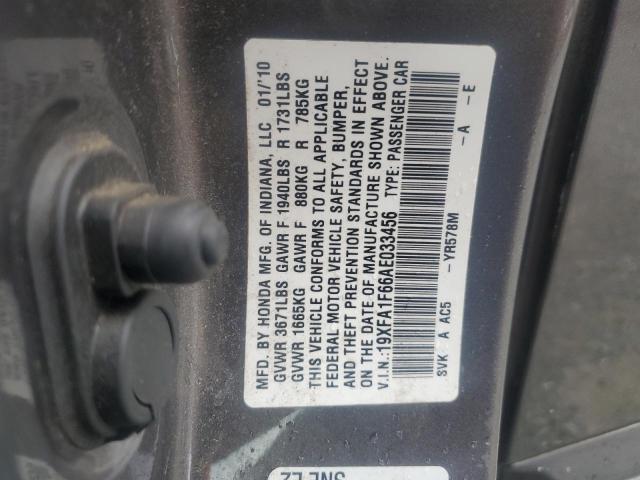 MFD. BY HONDA MFG. OF INDIANA, LLC 01/'10
GVWR 3671LBS GAWR F 1940LBS R 1731LBS
GVWR 1665KG GAWR F 880KG R 785KG
THIS VEHICLE CONFORMS TO ALL APPLICABLE
FEDERAL MOTOR VEHICLE SAFETY, BUMPER,
AND THEFT PREVENTION STANDARDS IN EFFECT
ON THE DATE OF MANUFACTURE SHOWN ABOVE.
V.I.N.:19XFA1F66AE033456 TYPE: PASSENGER CAR
-YR578M -A -E
SVK A AC5